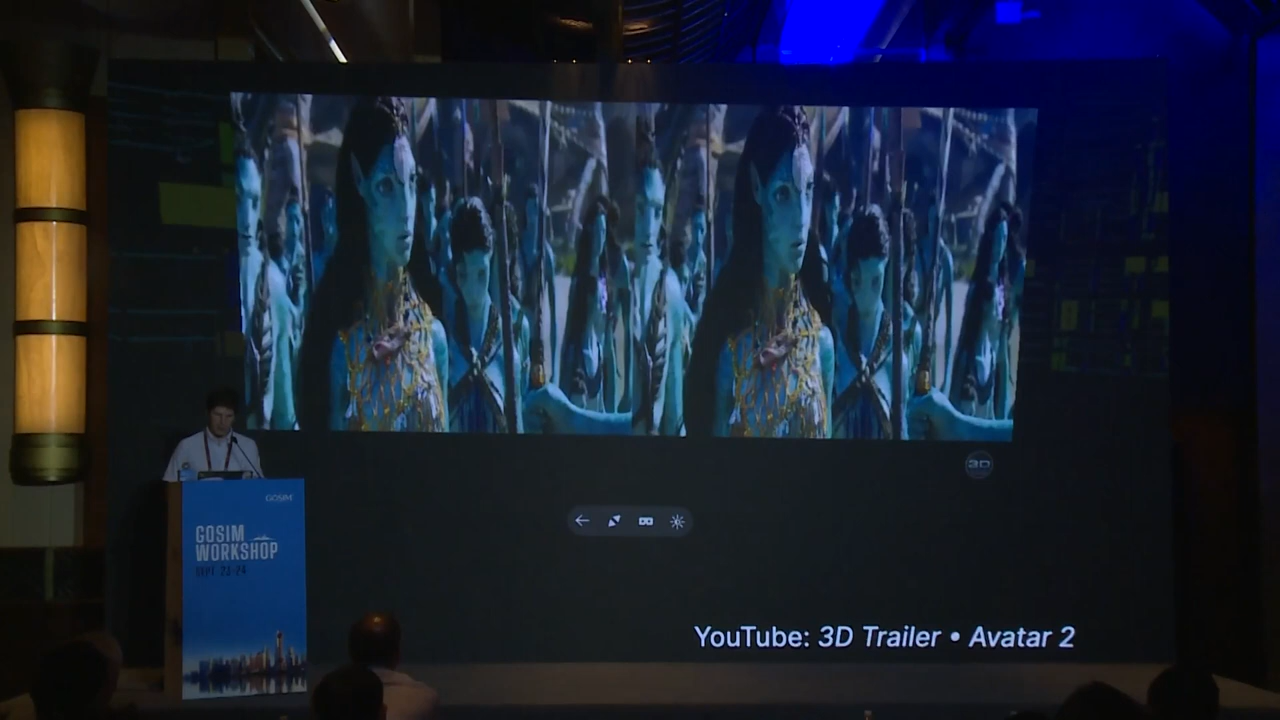 3D
YouTube: 3D Trailer • Avatar 2
GOSIM
GOSIM
WORKSHOP
SEPT 23-24